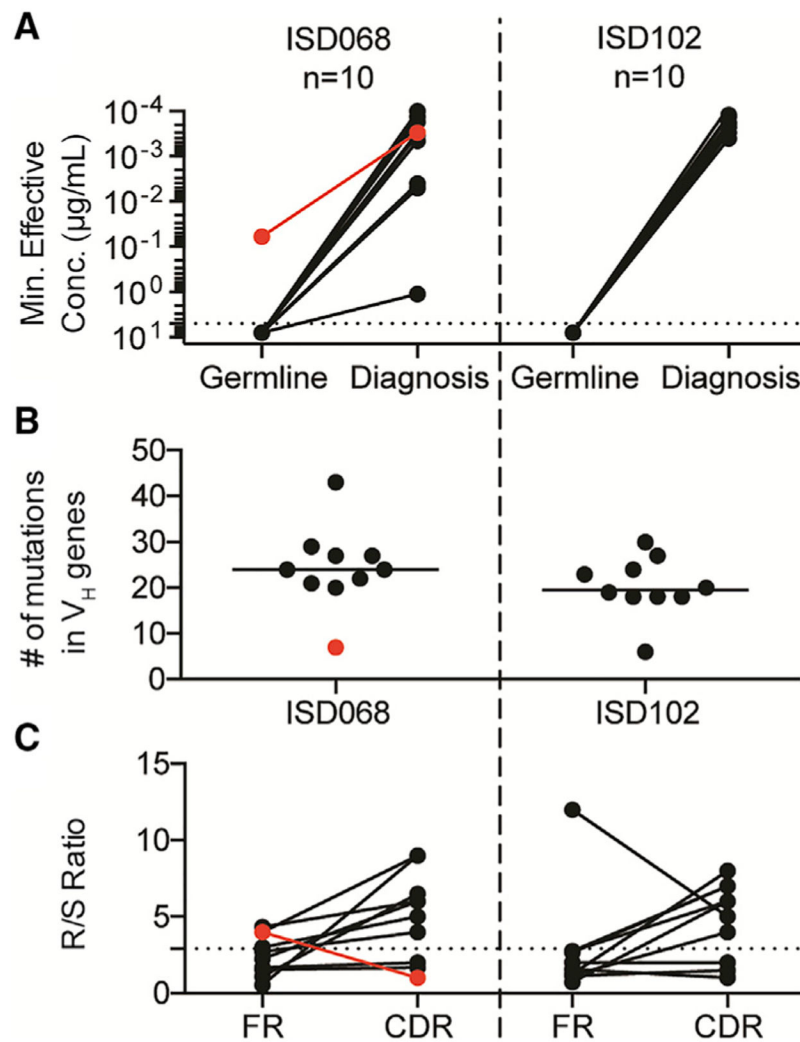 A
ISD068
n=10
ISD102
n=10
Min. Effective
Conc. (µg/mL)
10-4
10-3
10-2
10-1
100
101
Germline Diagnosis Germline Diagnosis
B
# of mutations
in VH genes
50
40
30
20
10
0
ISD068 ISD102
C
R/S Ratio
15
10
5
0
FR CDR FR CDR